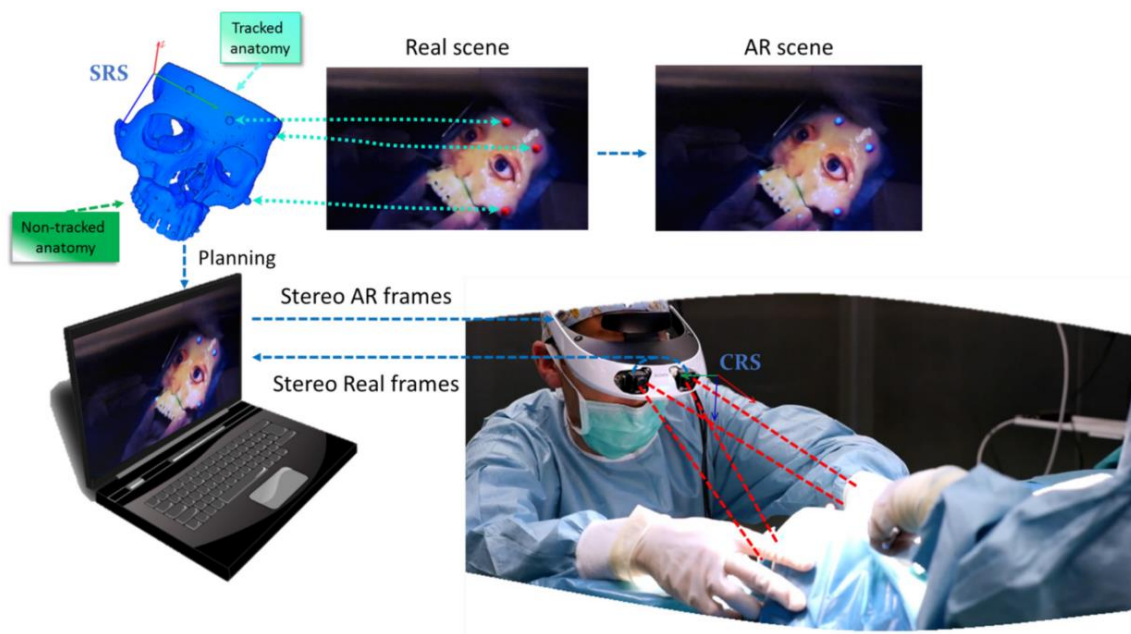 Tracked
anatomy
Real scene
AR scene
SRS
Non-tracked
anatomy
Planning
Stereo AR frames
Stereo Real frames
CRS